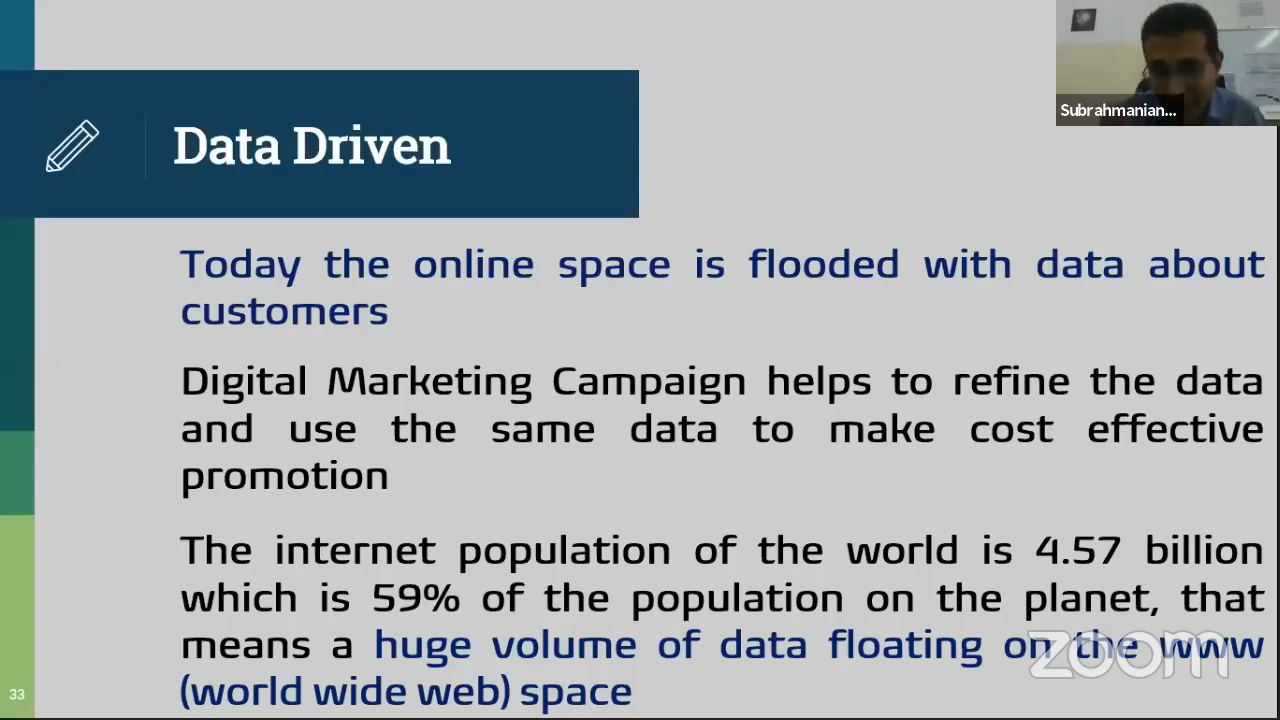 Subrahmanian...
Data Driven
Today the online space is flooded with data about
customers
Digital Marketing Campaign helps to refine the data
and use the same data to make cost effective
promotion
The internet population of the world is 4.57 billion
which is 59% of the population on the planet, that
means a huge volume of data floating on the www
(world wide web) space
zoom
33